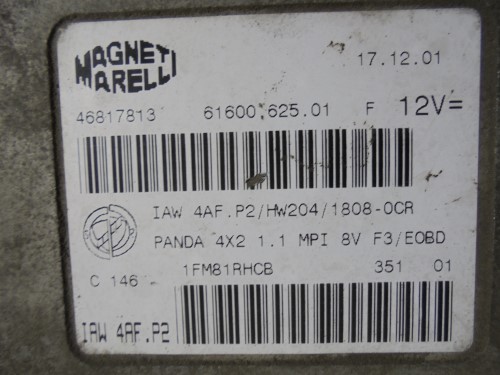 MAGNETI
MARELLI
17.12.01
46817813 61600.625.01 F 12V=
IAW 4AF.P2/HW204/1808-0CR
PANDA 4X2 1.1 MPI 8V F3/EOBD
C 146 1FM81RHCB 351 01
IAW 4AF.P2